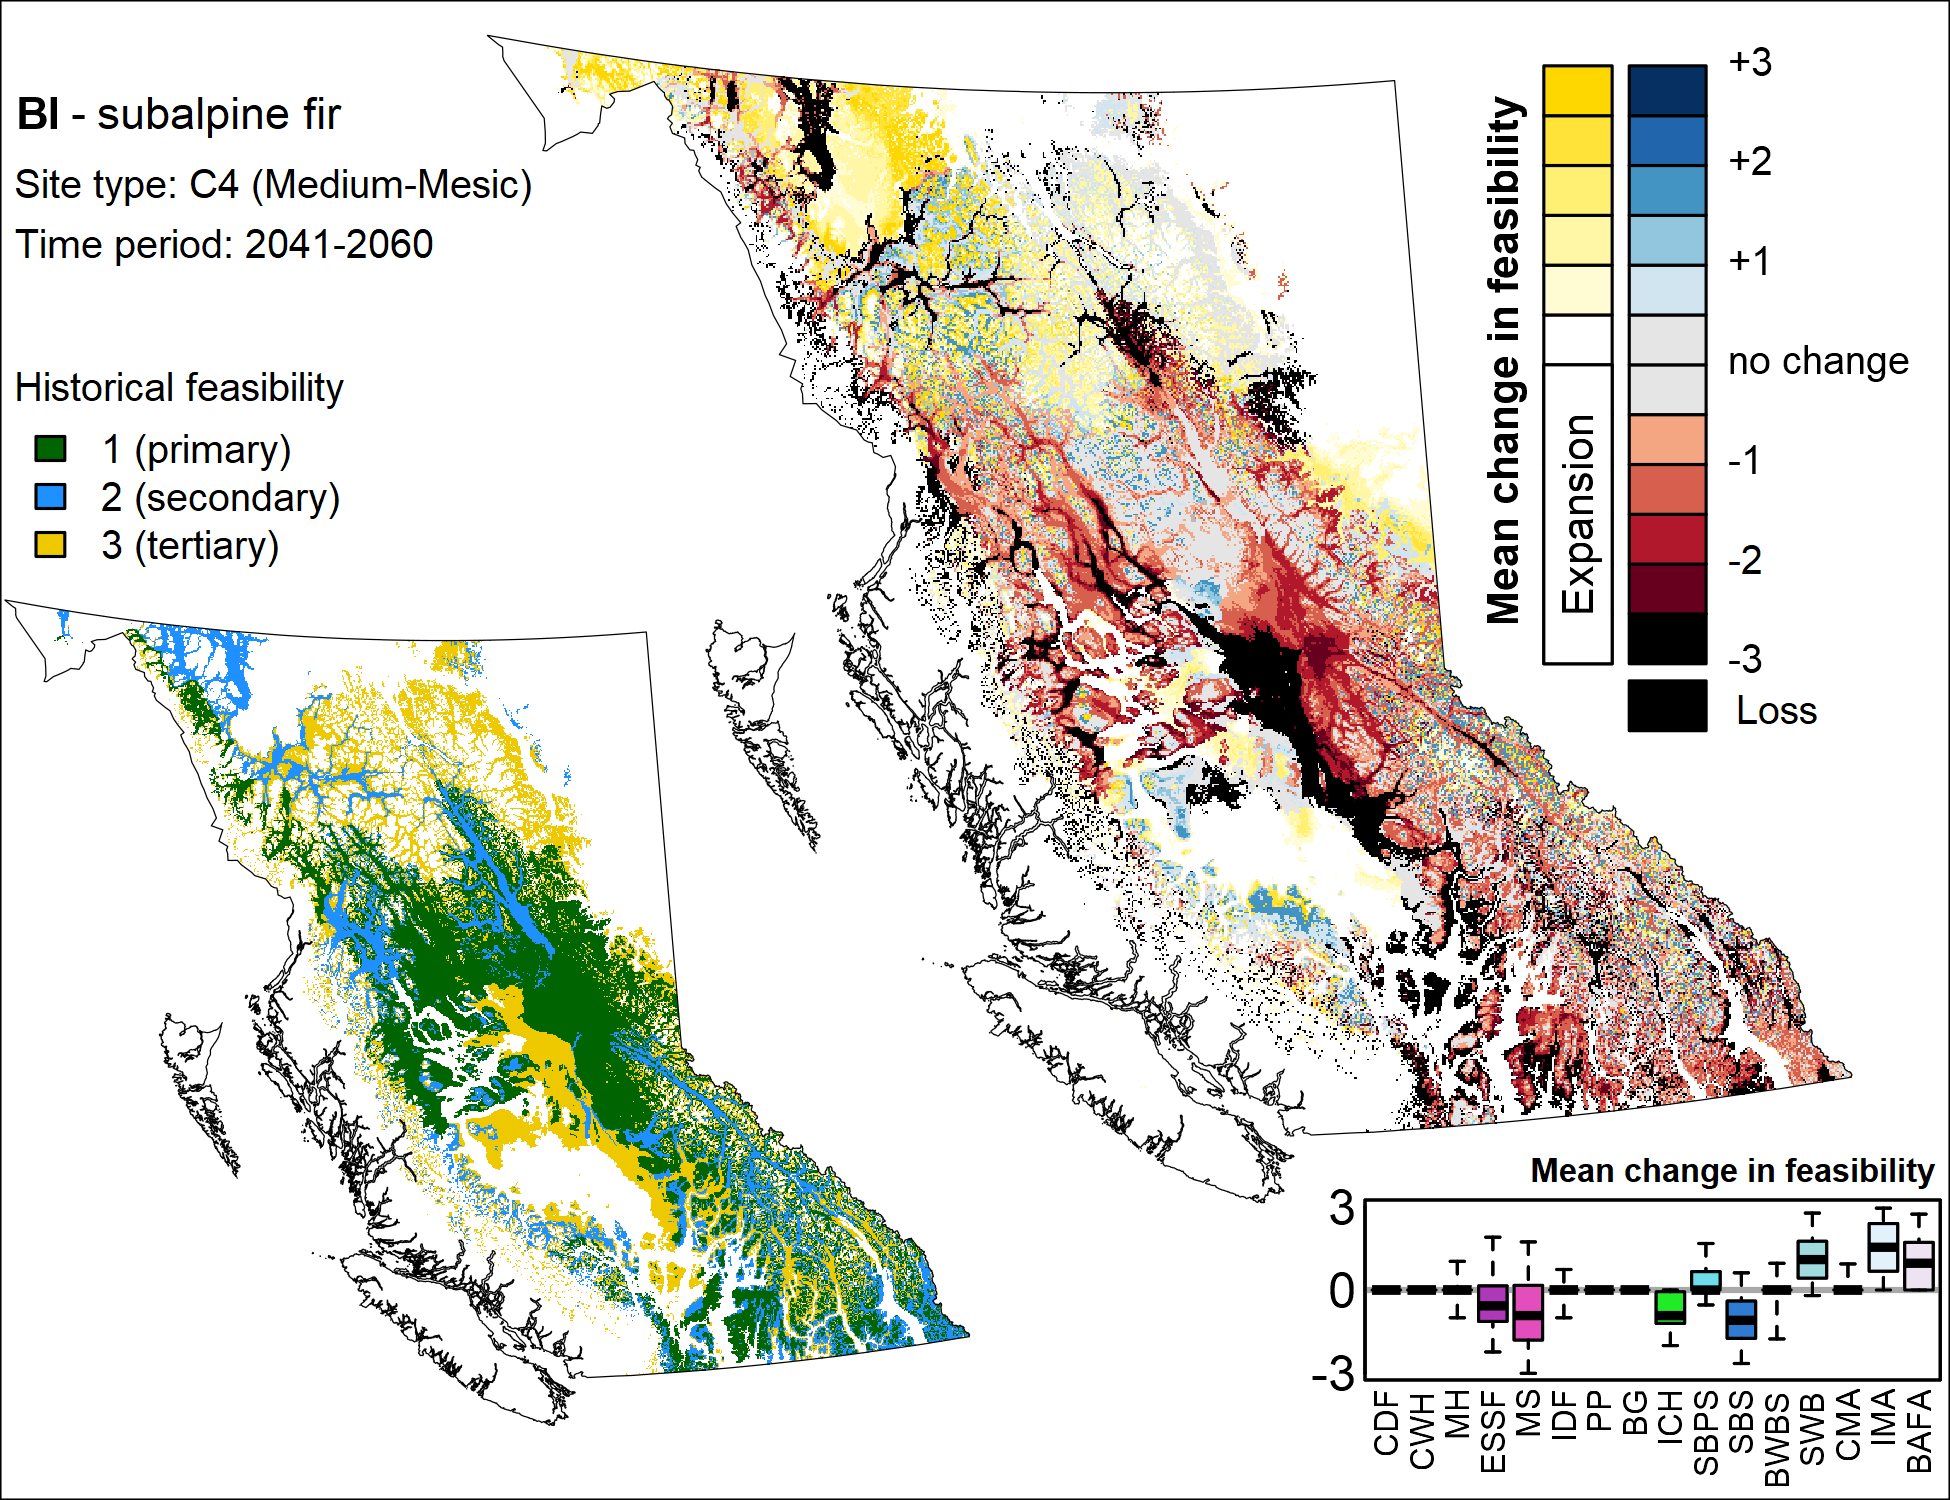 Bl - subalpine fir
Site type: C4 (Medium-Mesic)
Time period: 2041-2060
Historical feasibility
1 (primary)
2 (secondary)
3 (tertiary)
Mean change in feasibility
Expansion
+3
+2
+1
no change
-1
-2
-3
Loss
Mean change in feasibility
3
0
-3
CDF
CWH
MH
ESSF
MS
IDF
PP
BG
ICH
SBPS
SBS
BWBS
SWB
CMA
IMA
BAFA